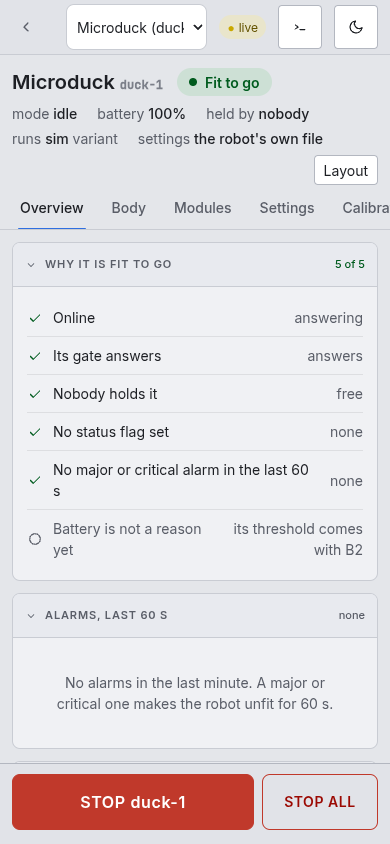 Microduck (duck
live
Microduck duck-1 Fit to go
mode idle battery 100% held by nobody
runs sim variant settings the robot's own file
Layout
Overview Body Modules Settings Calibra
WHY IT IS FIT TO GO 5 of 5
Online answering
Its gate answers answers
Nobody holds it free
No status flag set none
No major or critical alarm in the last 60 none
s
Battery is not a reason its threshold comes
yet with B2
ALARMS, LAST 60 S none
No alarms in the last minute. A major or
critical one makes the robot unfit for 60 s.
STOP duck-1 STOP ALL